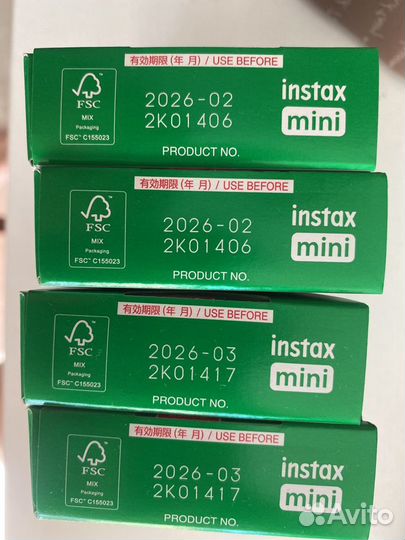 有効期限(年 月) / USE BEFORE
FSC
MIX
Packaging
FSC™ C155023
2026-02
2K01406
PRODUCT NO.
instax
mini
有効期限(年 月) / USE BEFORE
FSC
MIX
Packaging
FSC™ C155023
2026-02
2K01406
PRODUCT NO.
instax
mini
有効期限(年 月) / USE BEFORE
FSC
MIX
Packaging
FSC™ C155023
2026-03
2K01417
PRODUCT NO.
instax
mini
有効期限(年 月) / USE BEFORE
FSC
MIX
Packaging
FSC™ C155023
2026-03
2K01417
PRODUCT NO.
instax
mini
Avito